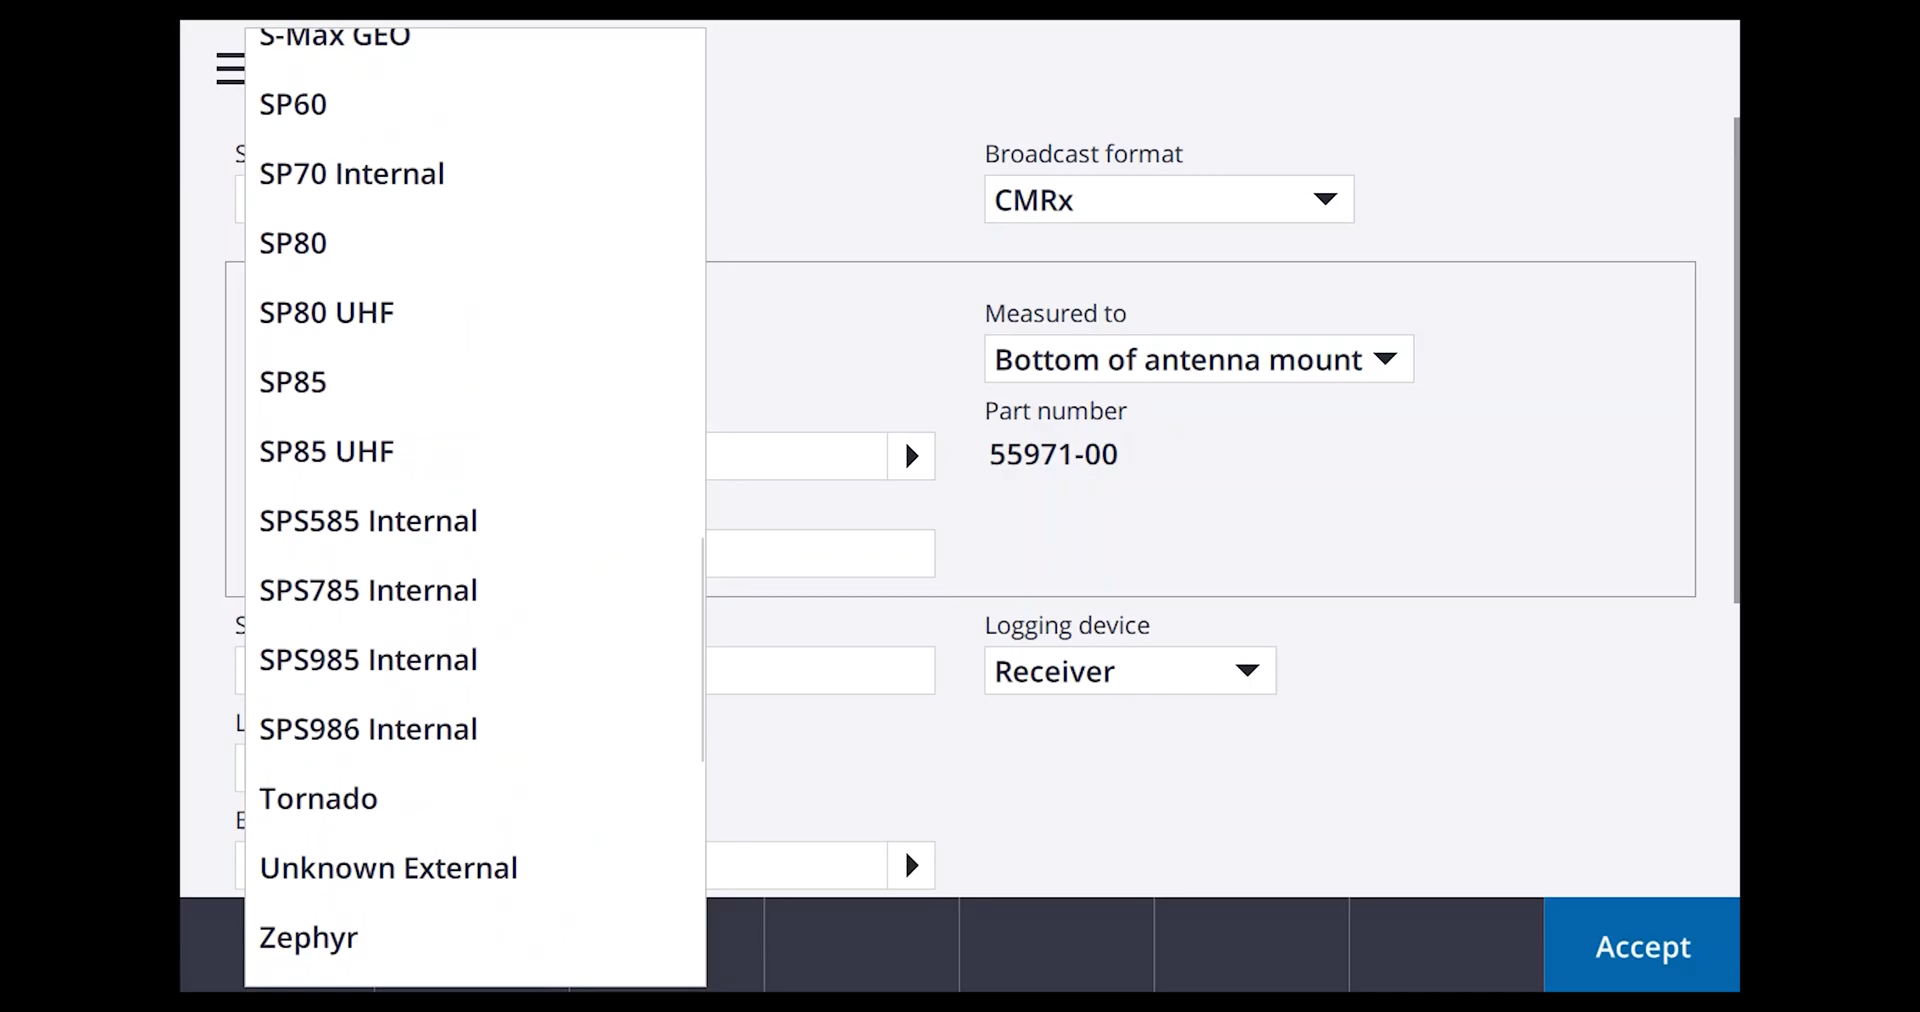 S-Max GEO
SP60
SP70 Internal
SP80
SP80 UHF
SP85
SP85 UHF
SPS585 Internal
SPS785 Internal
SPS985 Internal
SPS986 Internal
Tornado
Unknown External
Zephyr
Broadcast format
CMRx
Measured to
Bottom of antenna mount
Part number
55971-00
Logging device
Receiver
Accept